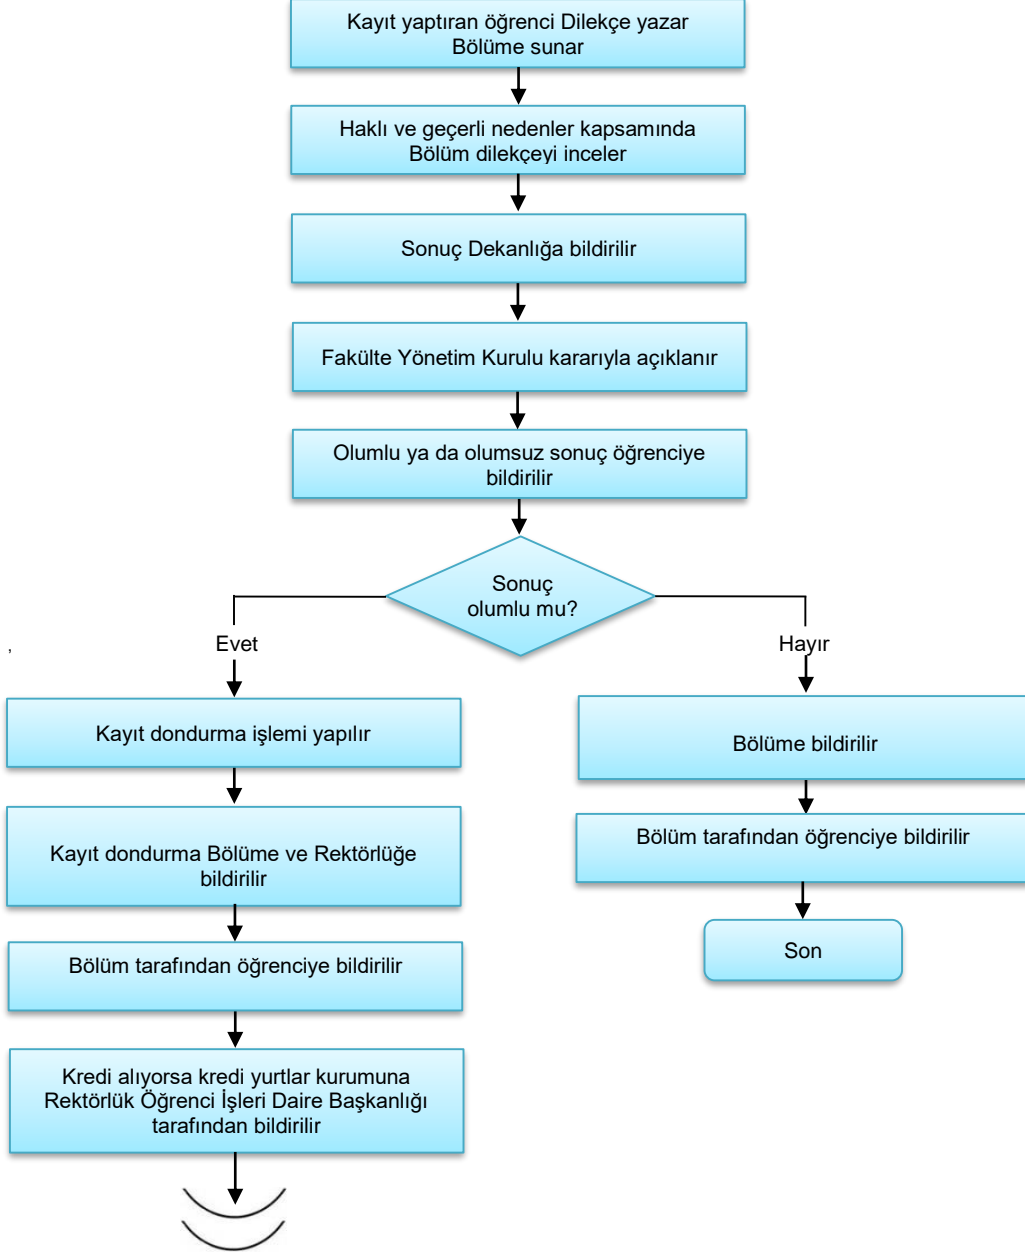 Kayıt yaptıran öğrenci Dilekçe yazar
Bölüme sunar
Haklı ve geçerli nedenler kapsamında
Bölüm dilekçeyi inceler
Sonuç Dekanlığa bildirilir
Fakülte Yönetim Kurulu kararıyla açıklanır
Olumlu ya da olumsuz sonuç öğrenciye
bildirilir
Sonuç
olumlu mu?
,
Evet
Hayır
Kayıt dondurma işlemi yapılır
Kayıt dondurma Bölüme ve Rektörlüğe
bildirilir
Bölüm tarafından öğrenciye bildirilir
Kredi alıyorsa kredi yurtlar kurumuna
Rektörlük Öğrenci İşleri Daire Başkanlığı
tarafından bildirilir
Bölüme bildirilir
Bölüm tarafından öğrenciye bildirilir
Son